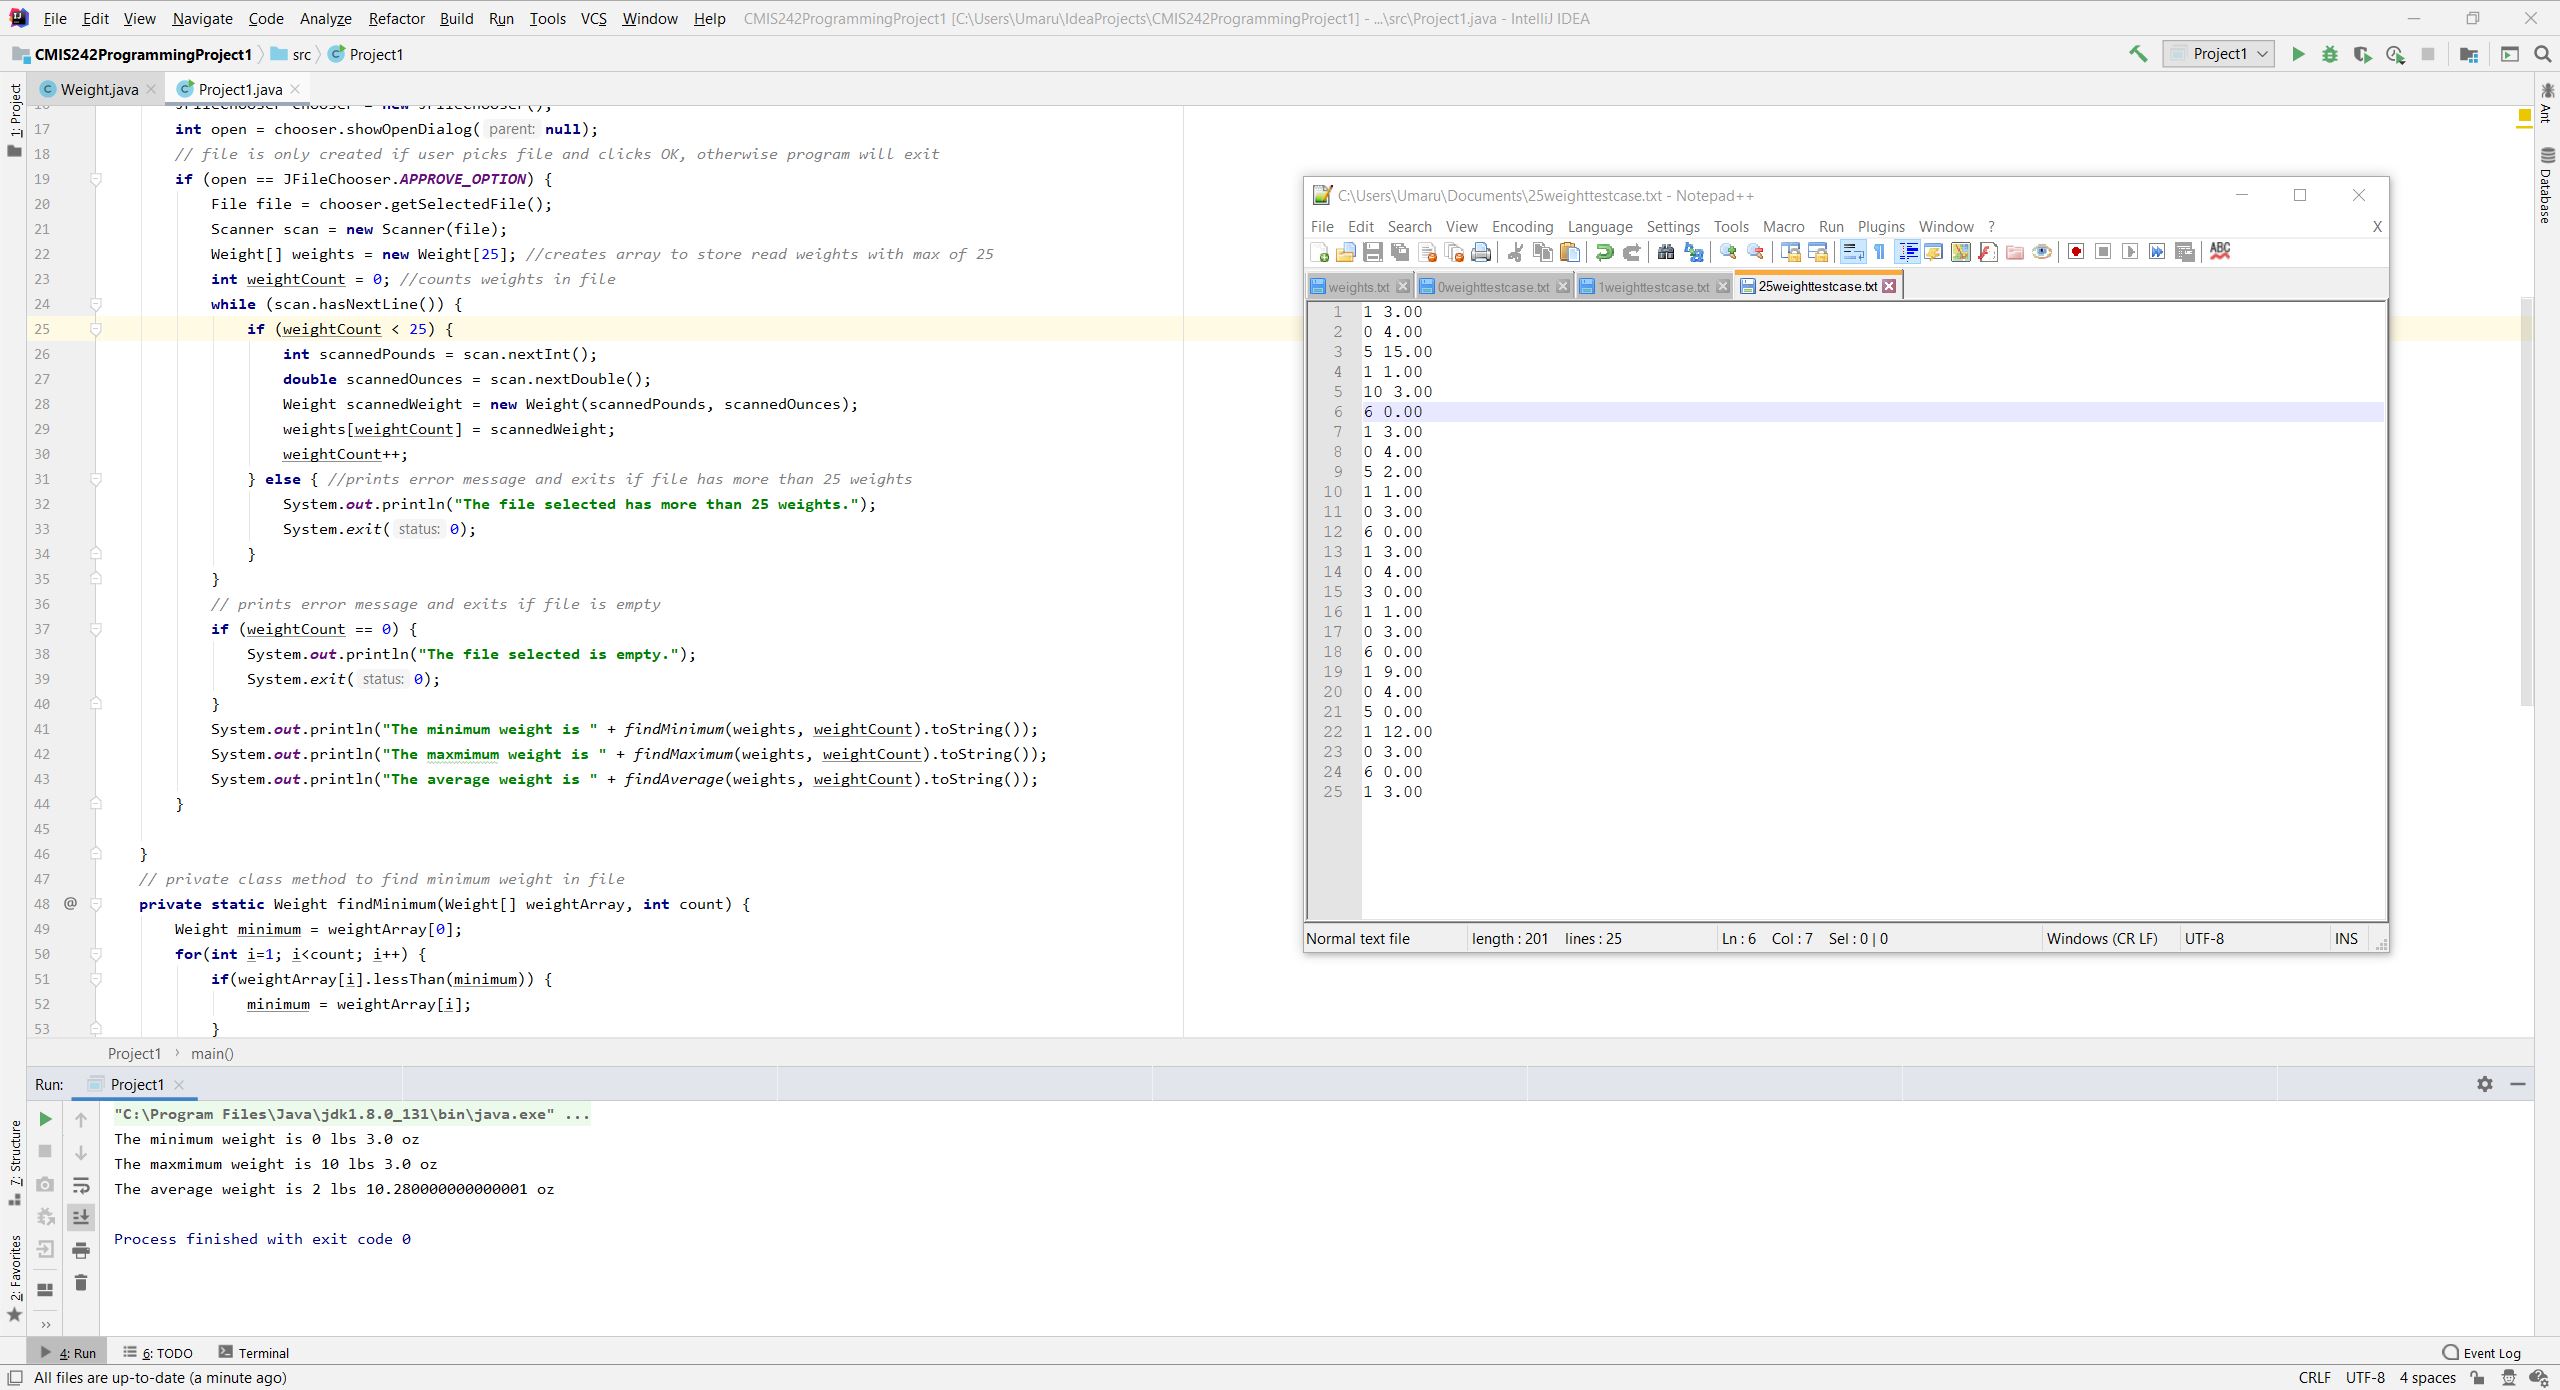 File Edit View Navigate Code Analyze Refactor Build Run Tools VCS Window Help CMIS242ProgrammingProject1 [C:\Users\Umaru\IdeaProjects\CMIS242ProgrammingProject1] - ...\src\Project1.java - IntelliJ IDEA
CMIS242ProgrammingProject1 src Project1
Project1
Weight.java Project1.java
1: Project
7: Structure
2: Favorites
Ant
Database
16 JFileChooser chooser = new JFileChooser();
17 int open = chooser.showOpenDialog( parent: null);
18 // file is only created if user picks file and clicks OK, otherwise program will exit
19 if (open == JFileChooser.APPROVE_OPTION) {
20 File file = chooser.getSelectedFile();
21 Scanner scan = new Scanner(file);
22 Weight[] weights = new Weight[25]; //creates array to store read weights with max of 25
23 int weightCount = 0; //counts weights in file
24 while (scan.hasNextLine()) {
25 if (weightCount < 25) {
26 int scannedPounds = scan.nextInt();
27 double scannedOunces = scan.nextDouble();
28 Weight scannedWeight = new Weight(scannedPounds, scannedOunces);
29 weights[weightCount] = scannedWeight;
30 weightCount++;
31 } else { //prints error message and exits if file has more than 25 weights
32 System.out.println("The file selected has more than 25 weights.");
33 System.exit( status: 0);
34 }
35 }
36 // prints error message and exits if file is empty
37 if (weightCount == 0) {
38 System.out.println("The file selected is empty.");
39 System.exit( status: 0);
40 }
41 System.out.println("The minimum weight is " + findMinimum(weights, weightCount).toString());
42 System.out.println("The maxmimum weight is " + findMaximum(weights, weightCount).toString());
43 System.out.println("The average weight is " + findAverage(weights, weightCount).toString());
44 }
45
46 }
47 // private class method to find minimum weight in file
48 @ private static Weight findMinimum(Weight[] weightArray, int count) {
49 Weight minimum = weightArray[0];
50 for(int i=1; i<count; i++) {
51 if(weightArray[i].lessThan(minimum)) {
52 minimum = weightArray[i];
53 }
Project1 › main()
C:\Users\Umaru\Documents\25weighttestcase.txt - Notepad++
File Edit Search View Encoding Language Settings Tools Macro Run Plugins Window ? X
ABC
weights.txt 0weighttestcase.txt 1weighttestcase.txt 25weighttestcase.txt
1 1 3.00
2 0 4.00
3 5 15.00
4 1 1.00
5 10 3.00
6 6 0.00
7 1 3.00
8 0 4.00
9 5 2.00
10 1 1.00
11 0 3.00
12 6 0.00
13 1 3.00
14 0 4.00
15 3 0.00
16 1 1.00
17 0 3.00
18 6 0.00
19 1 9.00
20 0 4.00
21 5 0.00
22 1 12.00
23 0 3.00
24 6 0.00
25 1 3.00
Normal text file length : 201 lines : 25 Ln : 6 Col : 7 Sel : 0 | 0 Windows (CR LF) UTF-8 INS
Run: Project1
"C:\Program Files\Java\jdk1.8.0_131\bin\java.exe" ...
The minimum weight is 0 lbs 3.0 oz
The maxmimum weight is 10 lbs 3.0 oz
The average weight is 2 lbs 10.280000000000001 oz
Process finished with exit code 0
4: Run 6: TODO Terminal Event Log
All files are up-to-date (a minute ago) CRLF UTF-8 4 spaces